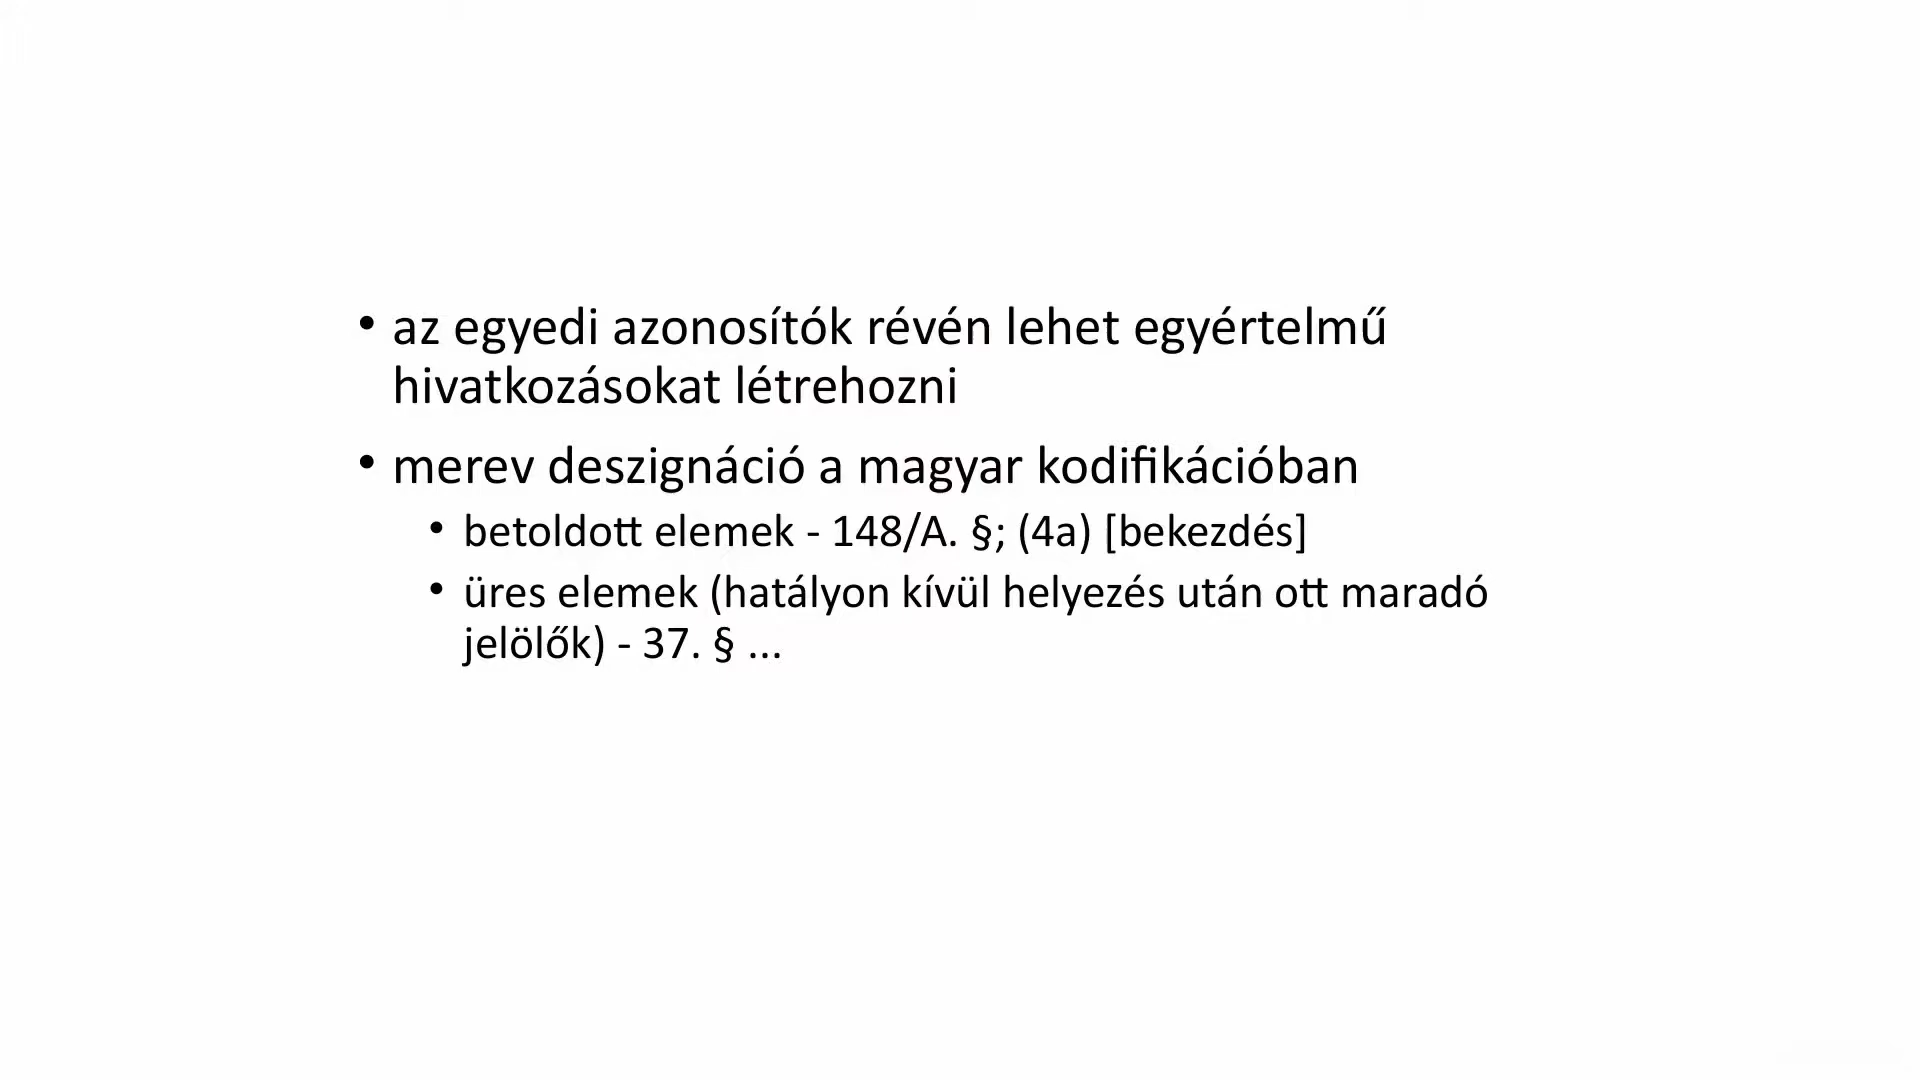 • az egyedi azonosítók révén lehet egyértelmű
hivatkozásokat létrehozni
• merev deszignáció a magyar kodifikációban
• betoldott elemek - 148/A. §; (4a) [bekezdés]
• üres elemek (hatályon kívül helyezés után ott maradó
jelölők) - 37. § ...